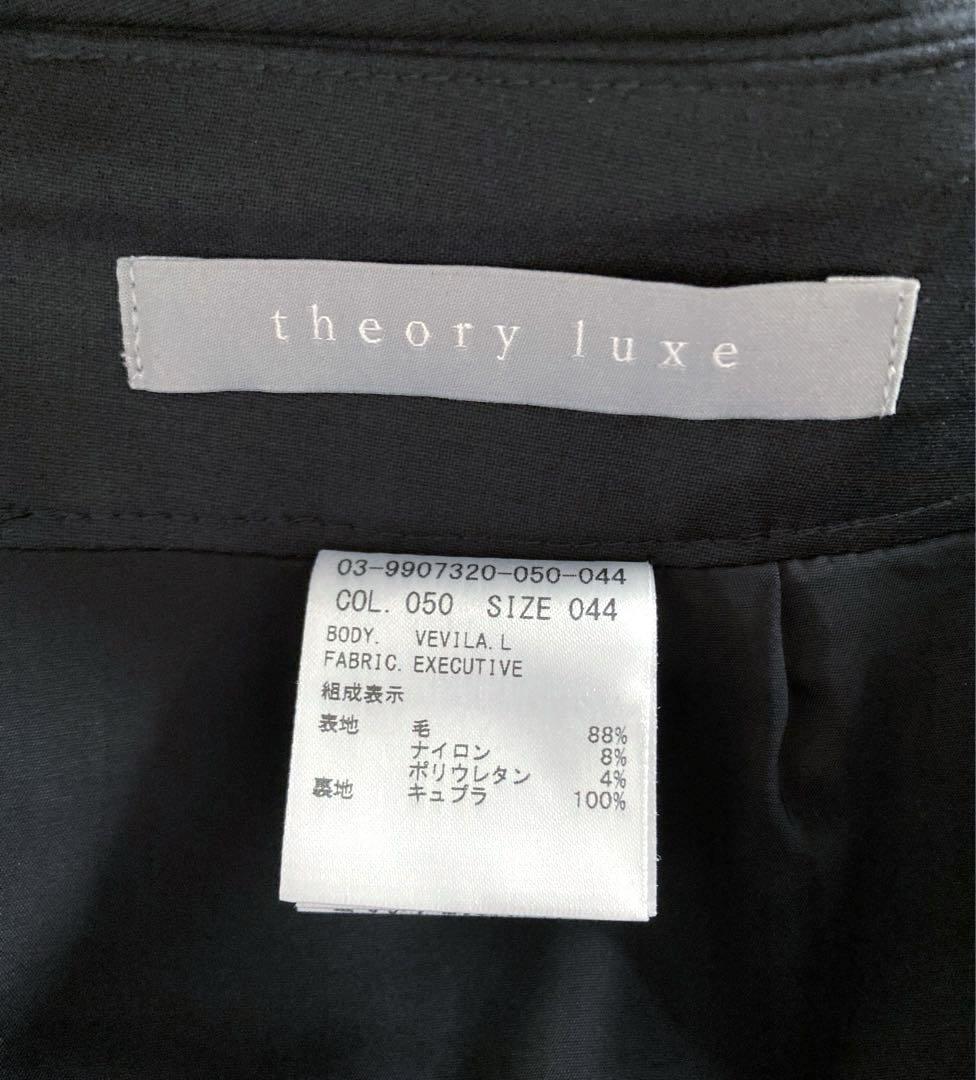 theory luxe
03-9907320-050-044
COL. 050 SIZE 044
BODY. VEVILA.L
FABRIC. EXECUTIVE
組成表示
表地 毛 88%
ナイロン 8%
ポリウレタン 4%
裏地 キュプラ 100%